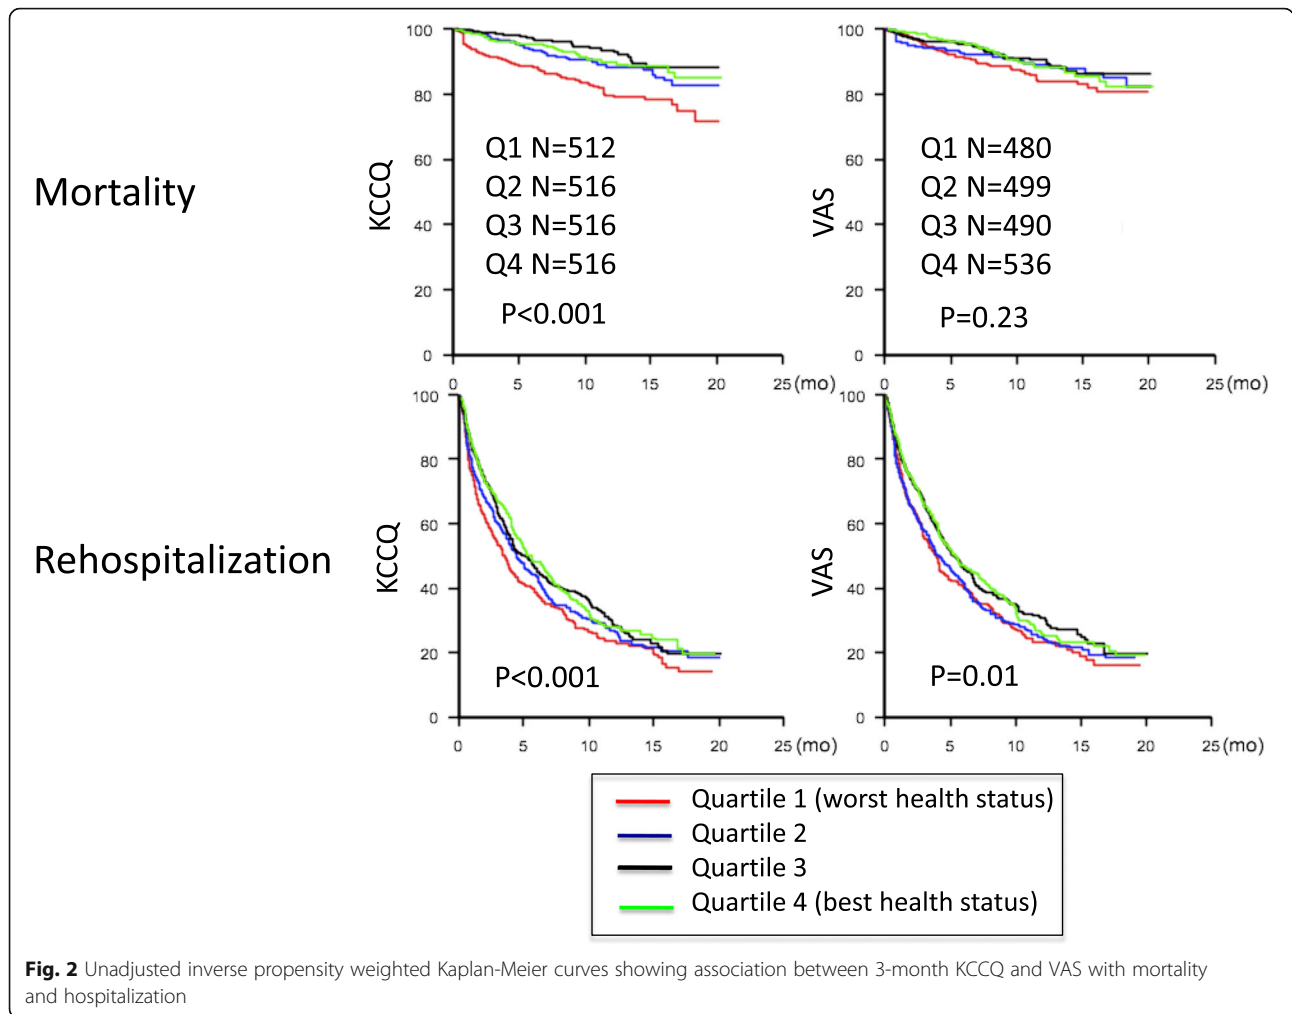 Mortality
KCCQ
100
80
60
40
20
0
Q1 N=512
Q2 N=516
Q3 N=516
Q4 N=516
P<0.001
0 5 10 15 20 25 (mo)
VAS
100
80
60
40
20
0
Q1 N=480
Q2 N=499
Q3 N=490
Q4 N=536
P=0.23
0 5 10 15 20 25 (mo)
Rehospitalization
KCCQ
100
80
60
40
20
0
P<0.001
0 5 10 15 20 25 (mo)
VAS
100
80
60
40
20
0
P=0.01
0 5 10 15 20 25 (mo)
Quartile 1 (worst health status)
Quartile 2
Quartile 3
Quartile 4 (best health status)
Fig. 2 Unadjusted inverse propensity weighted Kaplan-Meier curves showing association between 3-month KCCQ and VAS with mortality
and hospitalization